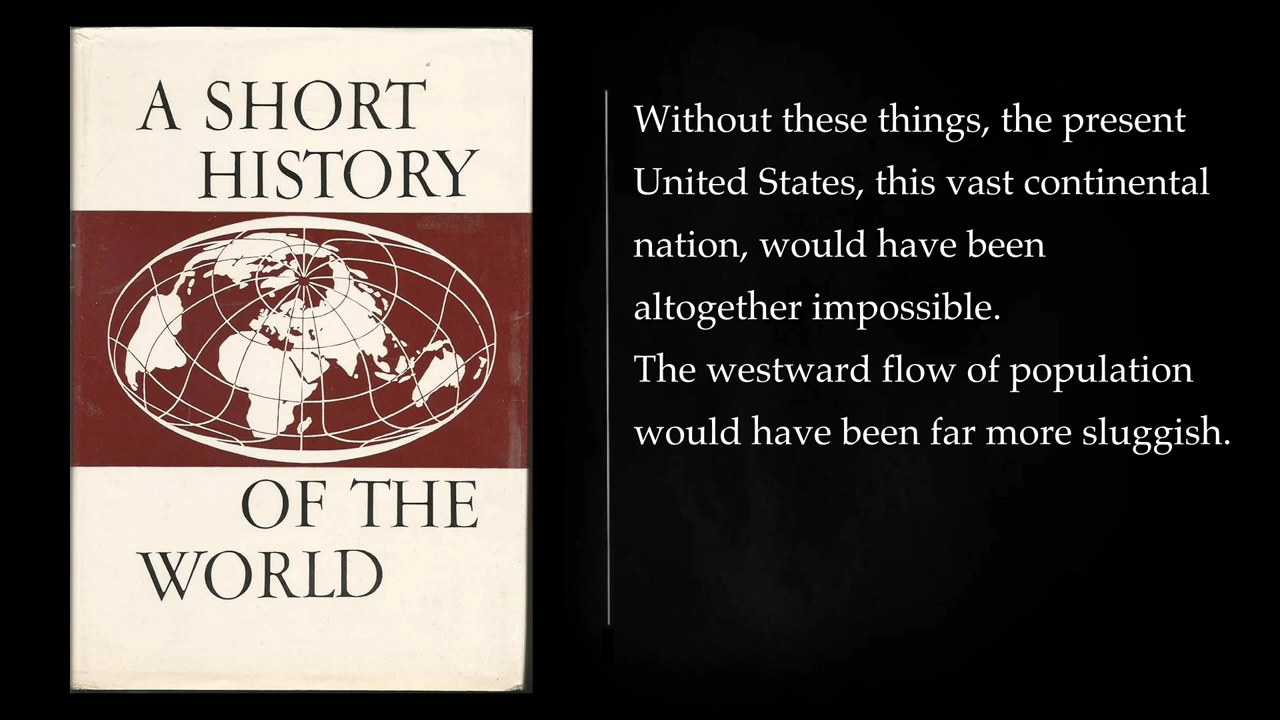 A SHORT
HISTORY
OF THE
WORLD
Without these things, the present
United States, this vast continental
nation, would have been
altogether impossible.
The westward flow of population
would have been far more sluggish.